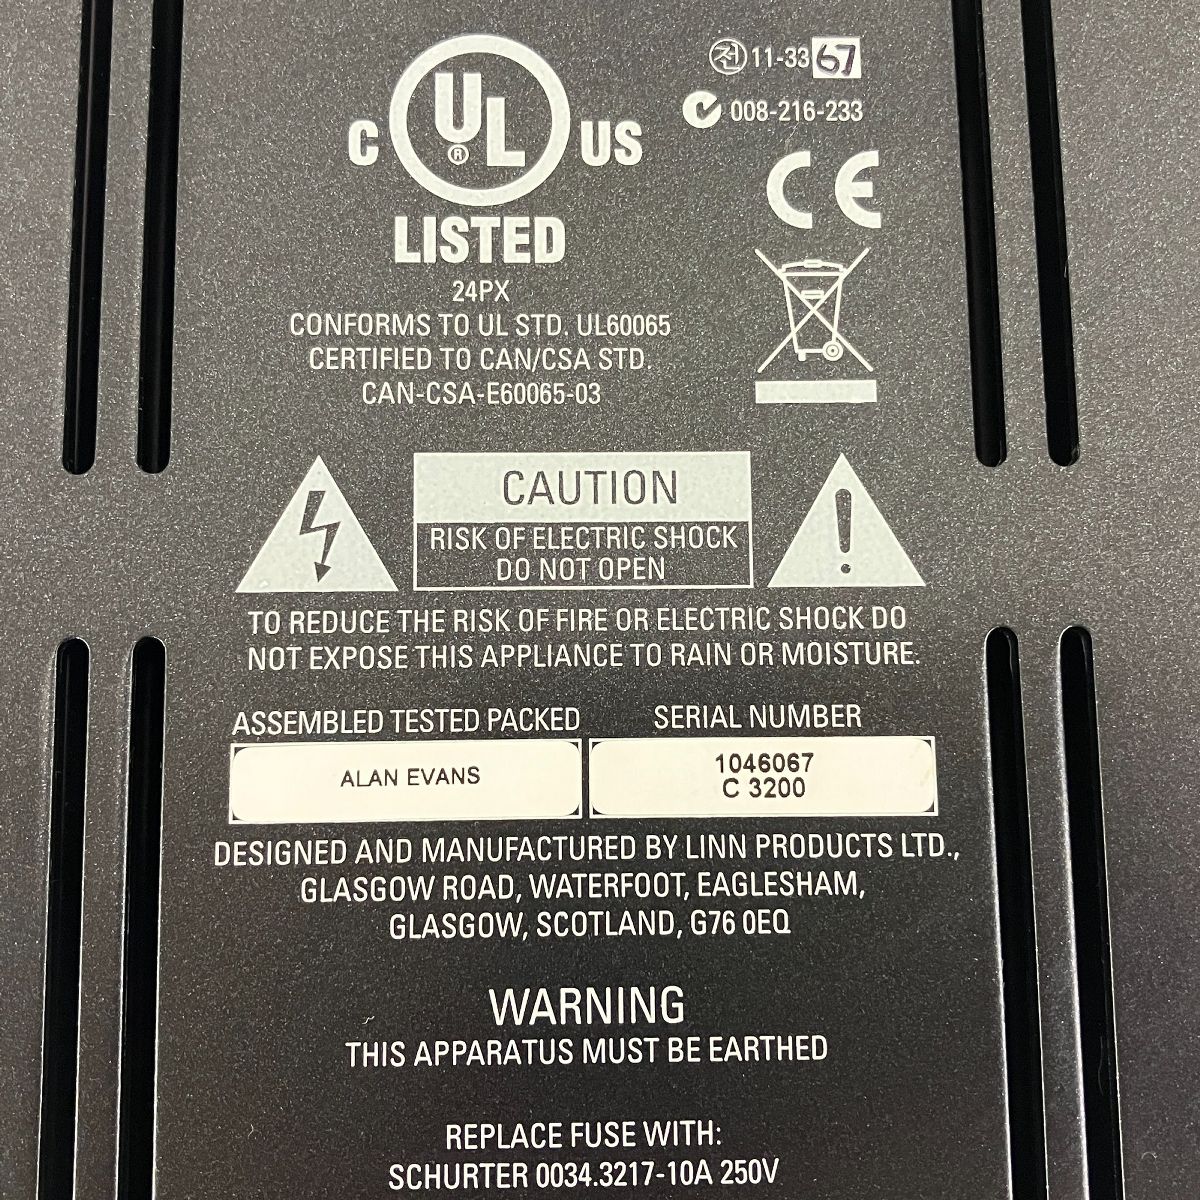 C UL® US
LISTED
24PX
CONFORMS TO UL STD. UL60065
CERTIFIED TO CAN/CSA STD.
CAN-CSA-E60065-03
전 11-33 67
008-216-233
CE
CAUTION
RISK OF ELECTRIC SHOCK
DO NOT OPEN
TO REDUCE THE RISK OF FIRE OR ELECTRIC SHOCK DO
NOT EXPOSE THIS APPLIANCE TO RAIN OR MOISTURE.
ASSEMBLED TESTED PACKED
ALAN EVANS
SERIAL NUMBER
1046067
C 3200
DESIGNED AND MANUFACTURED BY LINN PRODUCTS LTD.,
GLASGOW ROAD, WATERFOOT, EAGLESHAM,
GLASGOW, SCOTLAND, G76 0EQ
WARNING
THIS APPARATUS MUST BE EARTHED
REPLACE FUSE WITH:
SCHURTER 0034.3217-10A 250V